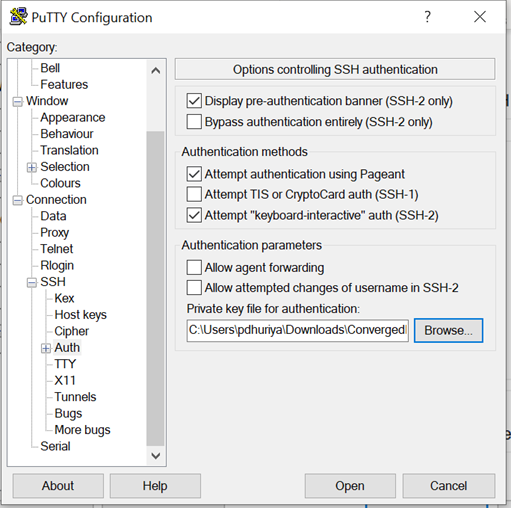 PuTTY Configuration
?
Category:
Bell
Features
Window
Appearance
Behaviour
Translation
Selection
Colours
Connection
Data
Proxy
Telnet
Rlogin
SSH
Kex
Host keys
Cipher
Auth
TTY
X11
Tunnels
Bugs
More bugs
Serial
Options controlling SSH authentication
Display pre-authentication banner (SSH-2 only)
Bypass authentication entirely (SSH-2 only)
Authentication methods
Attempt authentication using Pageant
Attempt TIS or CryptoCard auth (SSH-1)
Attempt "keyboard-interactive" auth (SSH-2)
Authentication parameters
Allow agent forwarding
Allow attempted changes of username in SSH-2
Private key file for authentication:
C:\Users\pdhuriya\Downloads\Converged
Browse...
About
Help
Open
Cancel